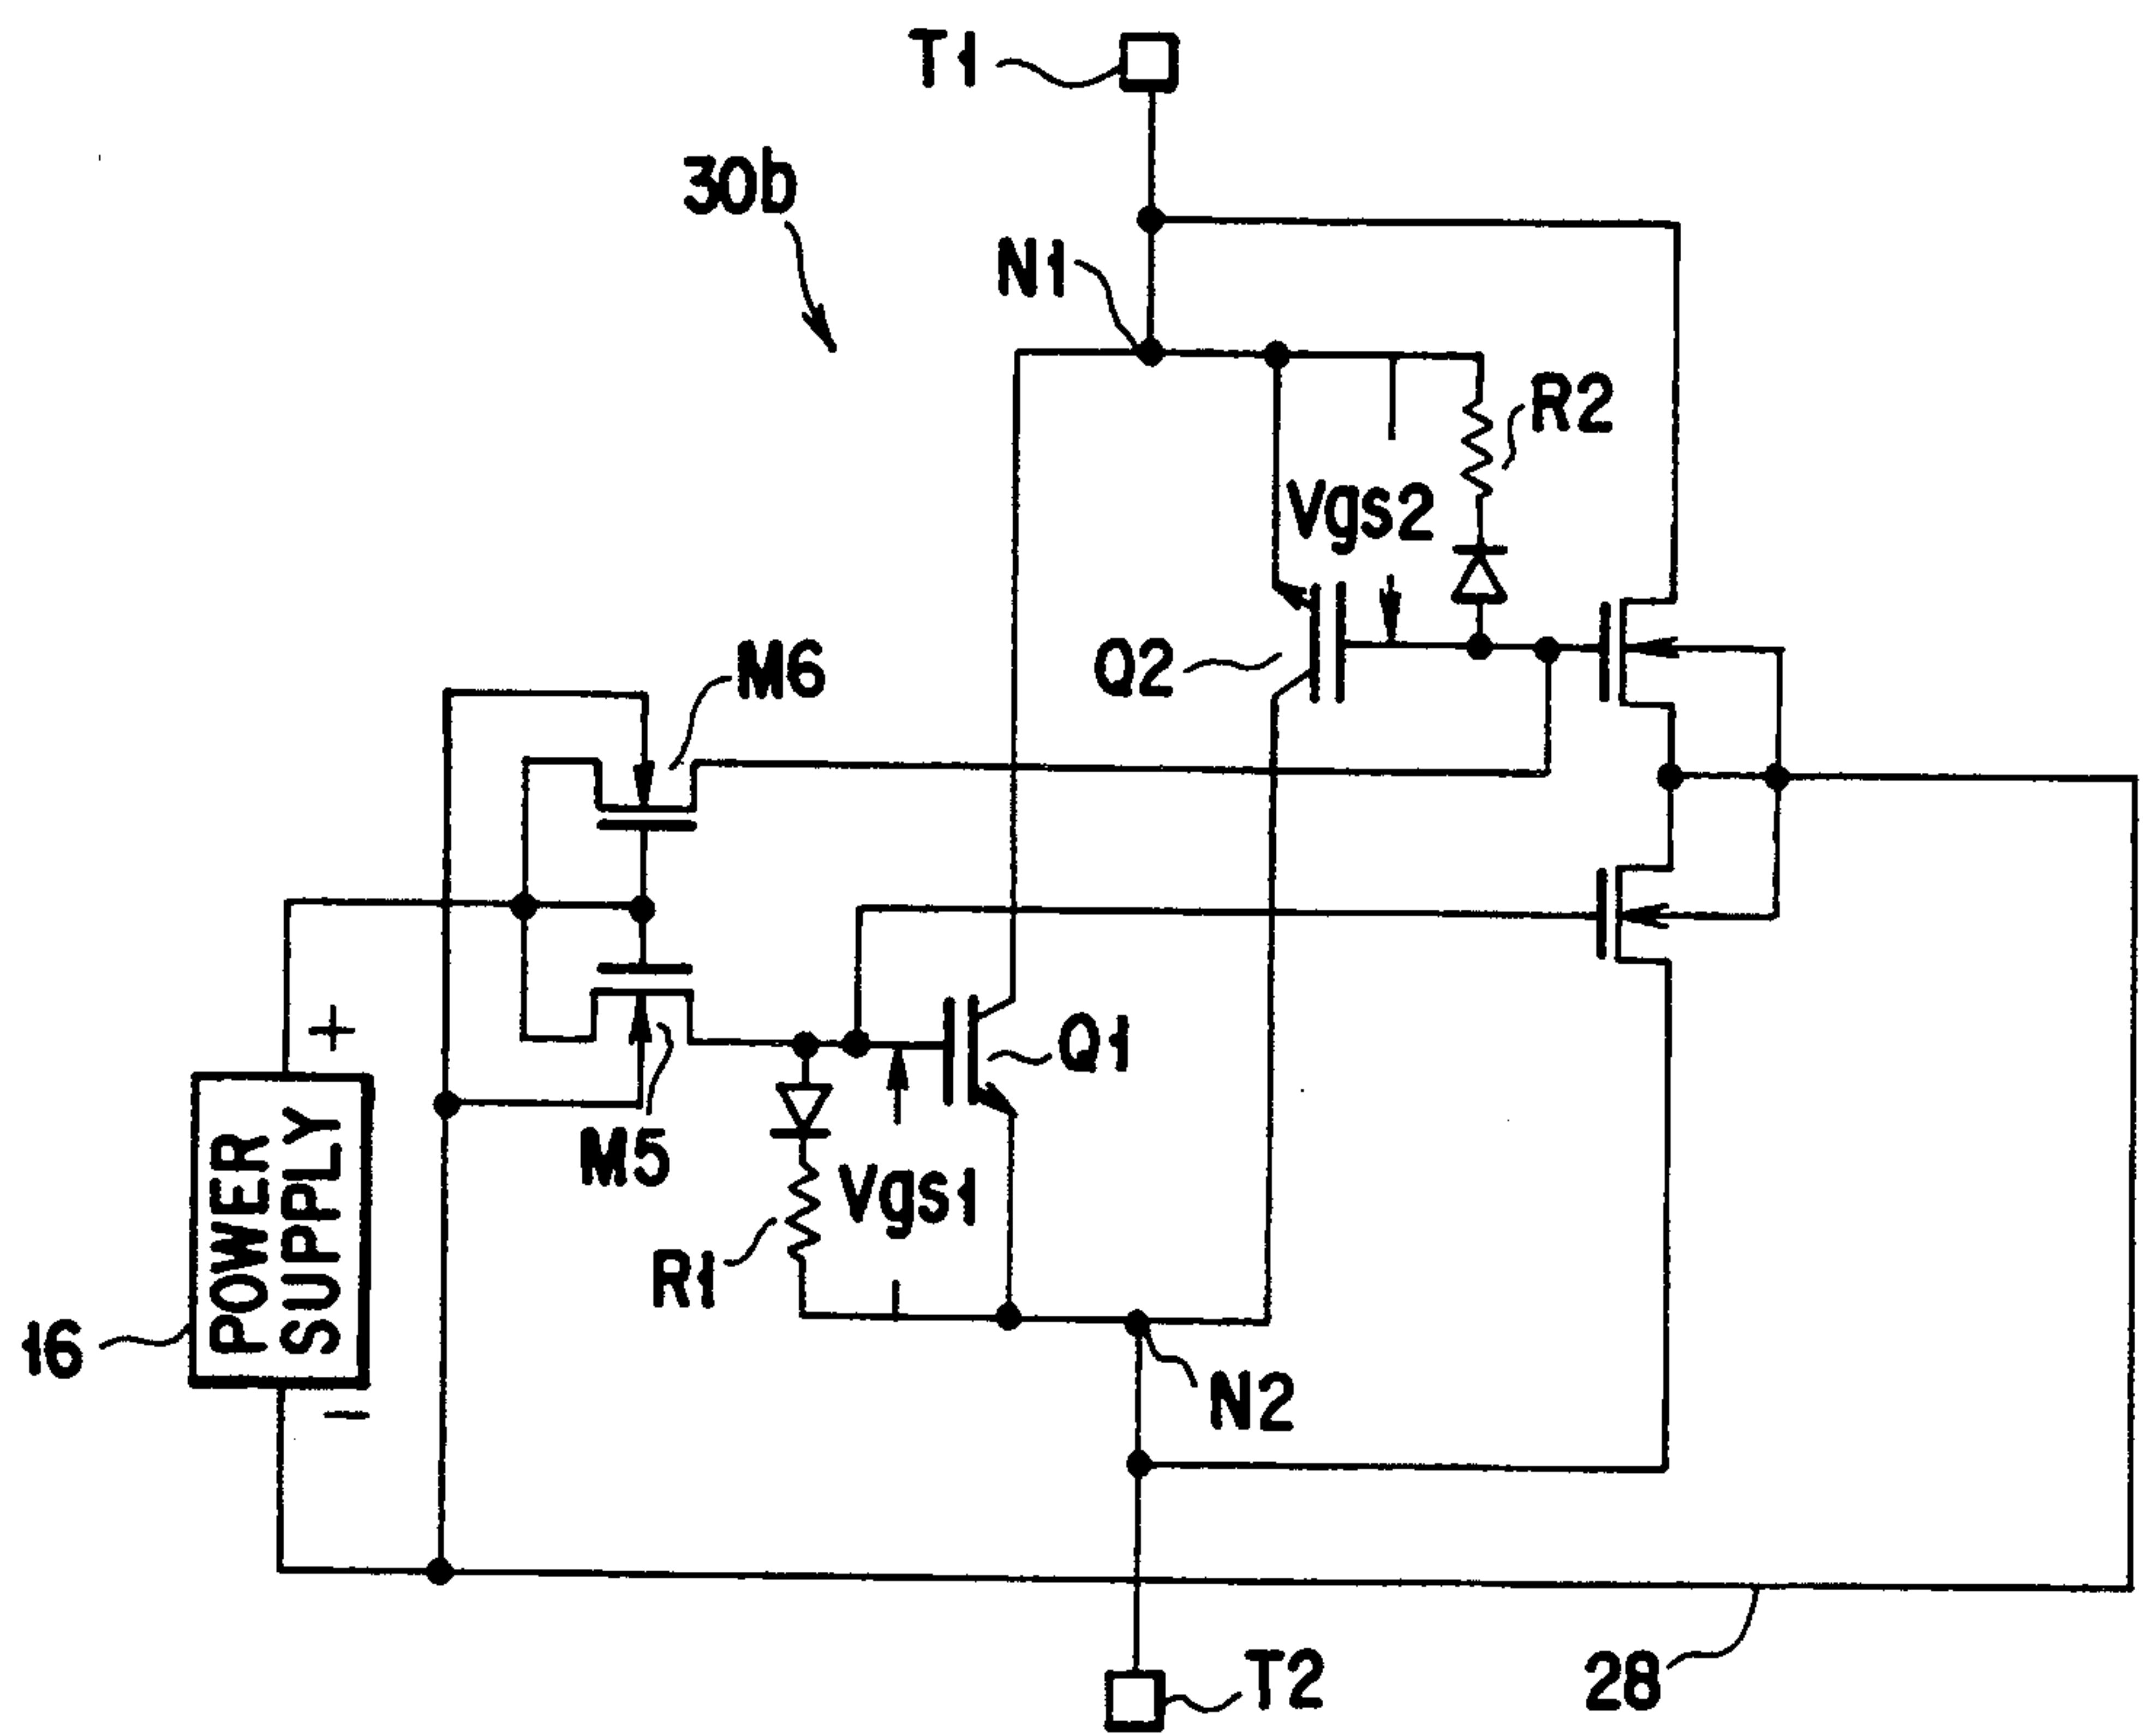 T1
30b
N1
R2
Vgs2
M6
Q2
+
Q1
M5
POWER
SUPPLY
Vgs1
R1
16
N2
−
T2
28